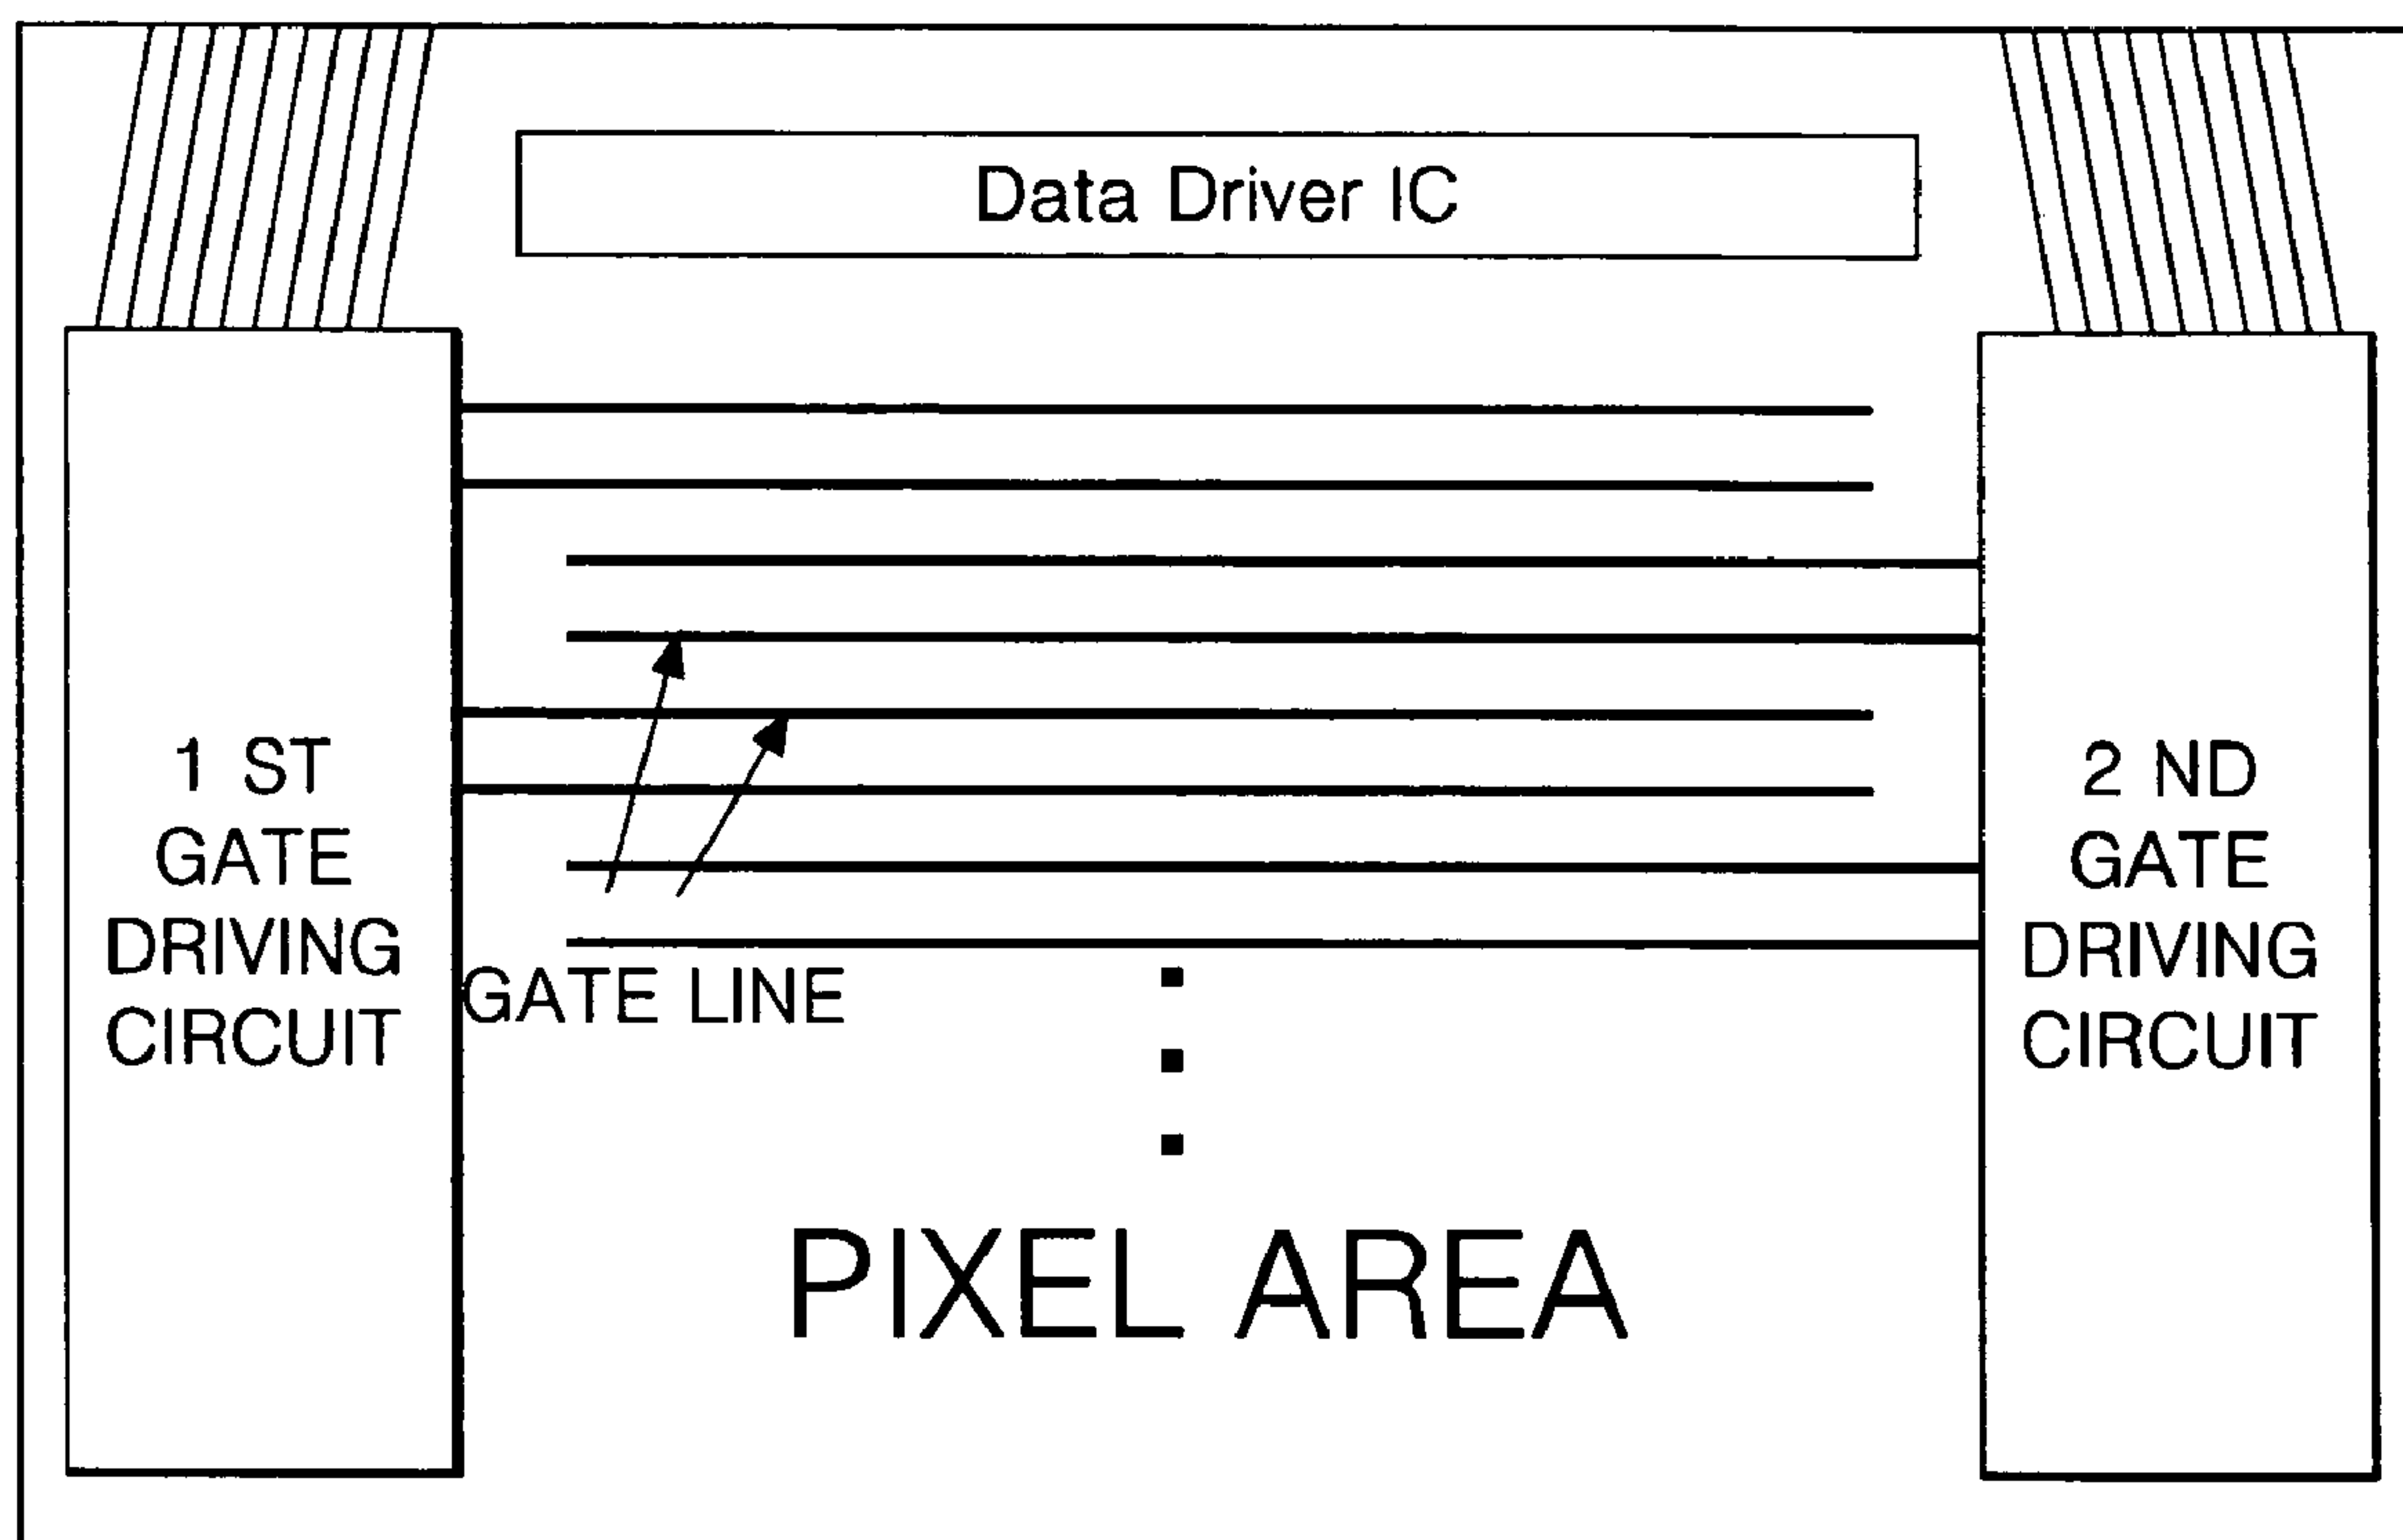 Data Driver IC
1 ST
GATE
DRIVING
CIRCUIT
GATE LINE
2 ND
GATE
DRIVING
CIRCUIT
PIXEL AREA